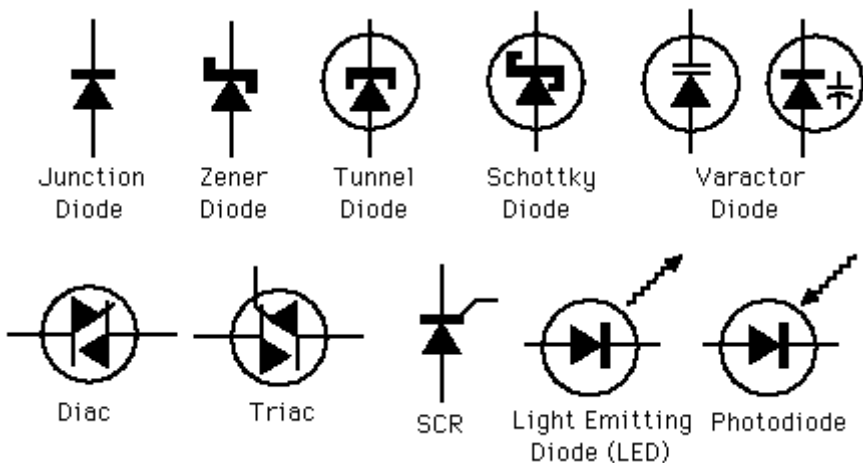 Junction
Diode
Zener
Diode
Tunnel
Diode
Schottky
Diode
Varactor
Diode
Diac
Triac
SCR
Light Emitting
Diode (LED)
Photodiode